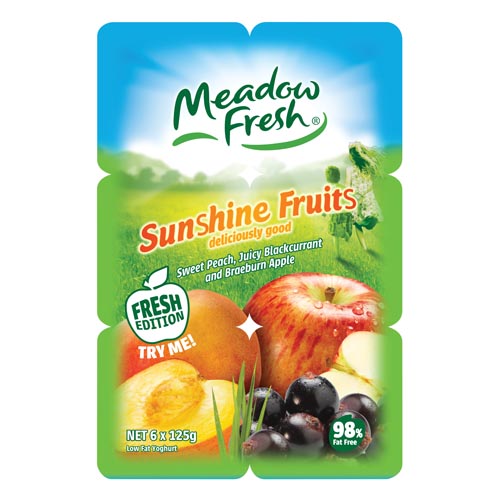 Meadow
Fresh®
Sunshine Fruits
deliciously good
Sweet Peach, Juicy Blackcurrant
and Braeburn Apple
FRESH
EDITION
TRY ME!
NET 6 x 125g
Low Fat Yoghurt
98%
Fat Free